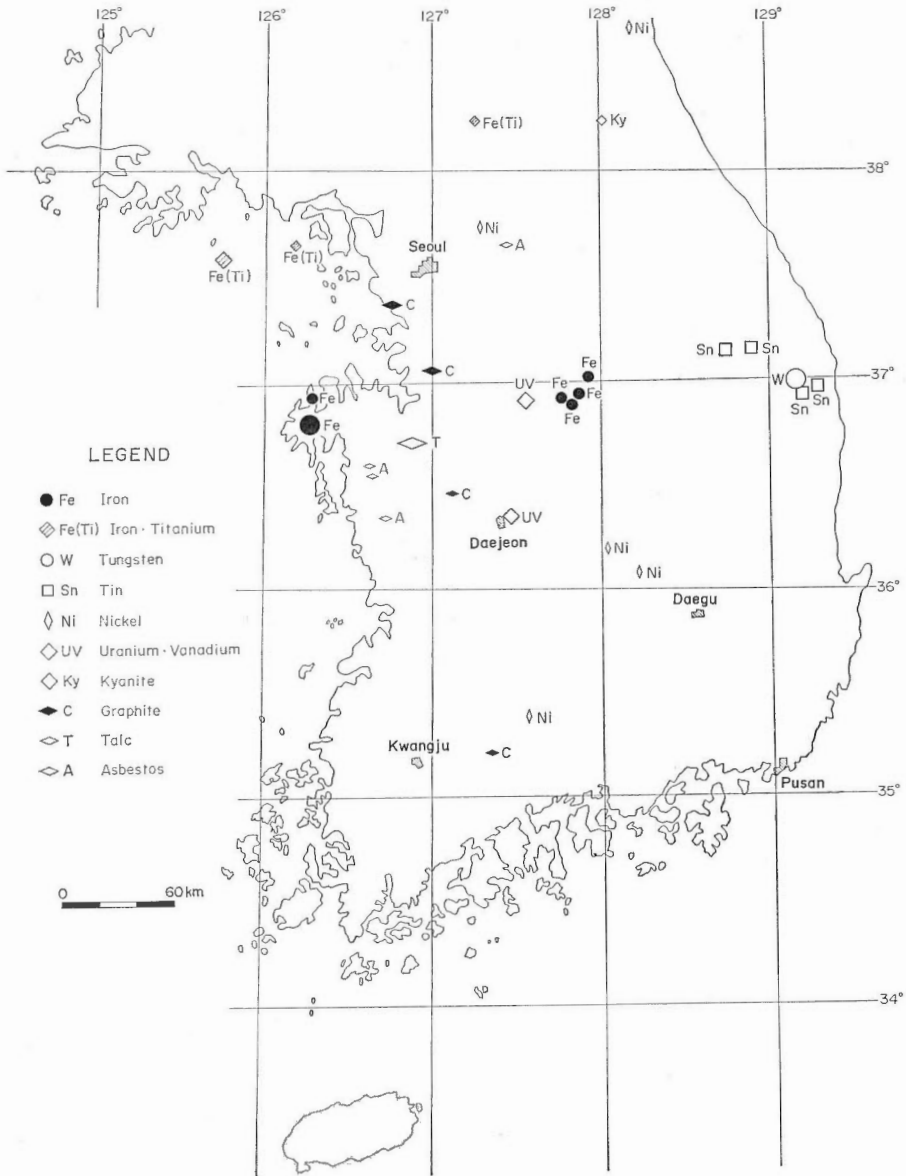 125° 126° 127° 128° 129°
Ni
Fe(Ti) Ky
38°
Ni
A
Seoul
Fe(Ti)
Fe(Ti)
C
Sn Sn
C
Fe
37°
UV Fe
W
Fe
Fe
Fe
Sn
Sn
Fe
T
A
C
A
UV
Daejeon
Ni
Ni
36°
Daegu
Ni
Kwangju
C
Pusan
35°
34°
LEGEND
Fe Iron
Fe(Ti) Iron · Titanium
W Tungsten
Sn Tin
Ni Nickel
UV Uranium · Vanadium
Ky Kyanite
C Graphite
T Talc
A Asbestos
0 60km